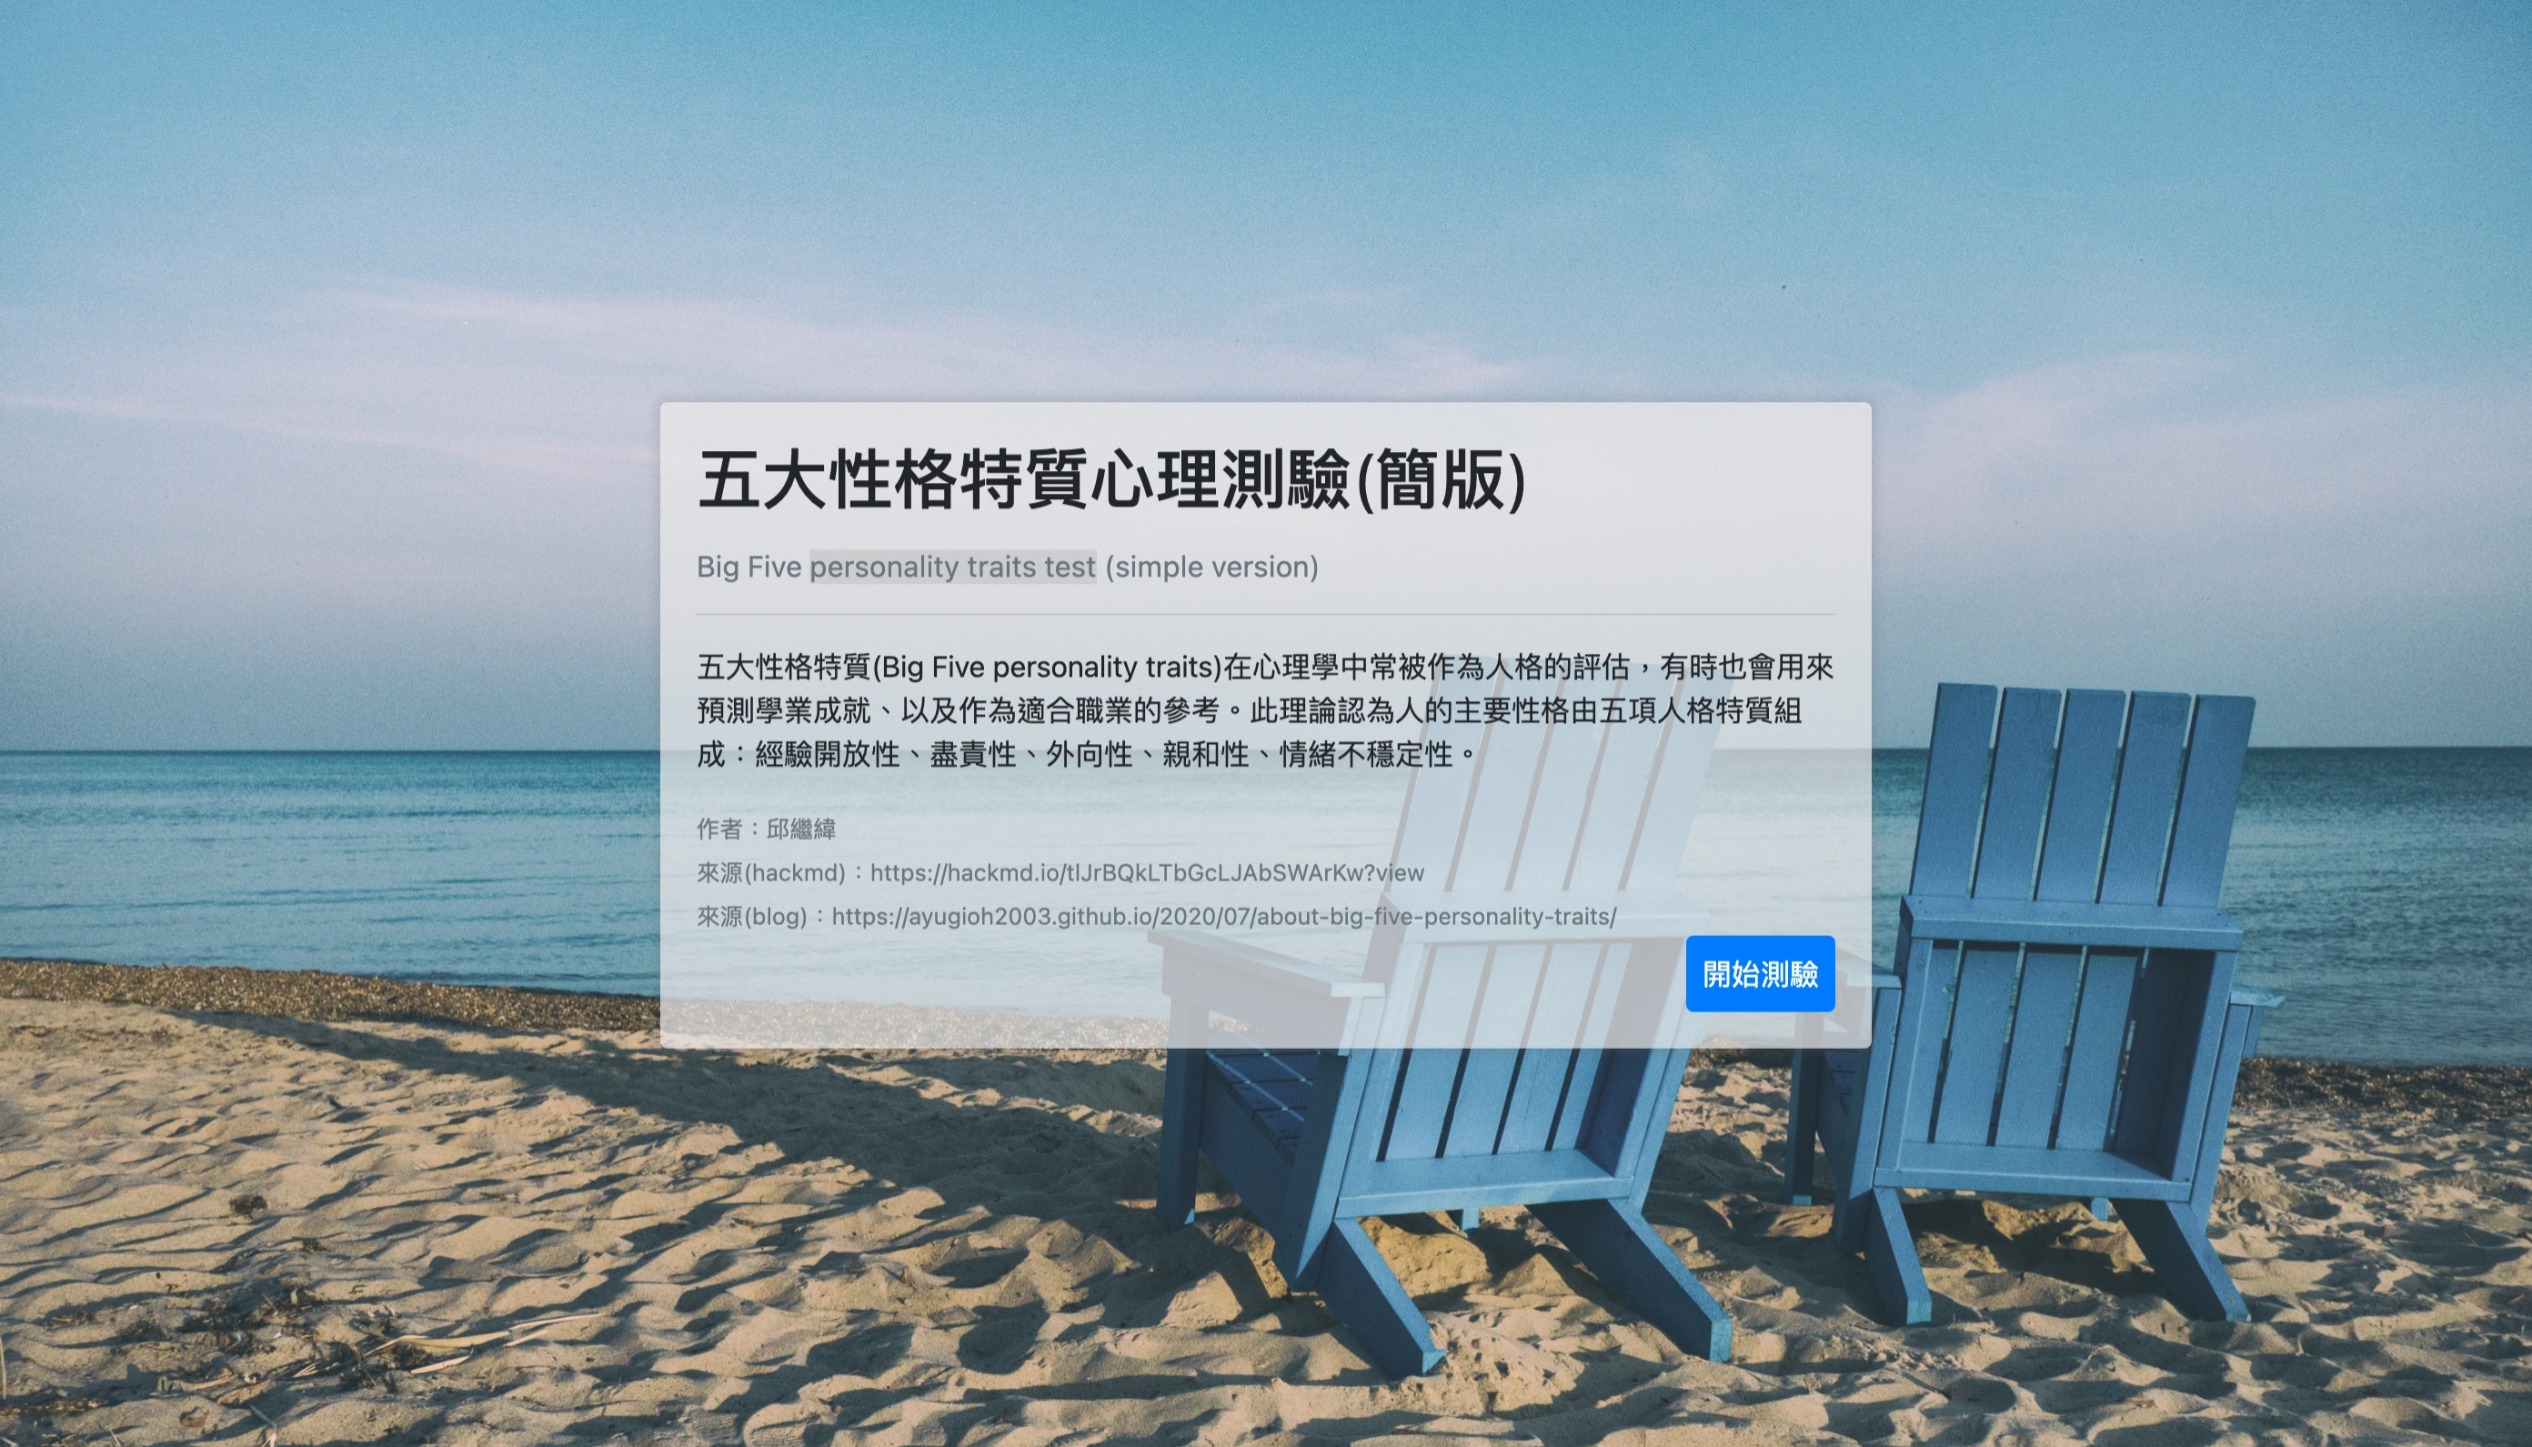 五大性格特質心理測驗(簡版)
Big Five personality traits test (simple version)
五大性格特質(Big Five personality traits)在心理學中常被作為人格的評估，有時也會用來
預測學業成就、以及作為適合職業的參考。此理論認為人的主要性格由五項人格特質組
成：經驗開放性、盡責性、外向性、親和性、情緒不穩定性。
作者：邱繼緯
來源(hackmd)：https://hackmd.io/tlJrBQkLTbGcLJAbSWArKw?view
來源(blog)：https://ayugioh2003.github.io/2020/07/about-big-five-personality-traits/
開始測驗